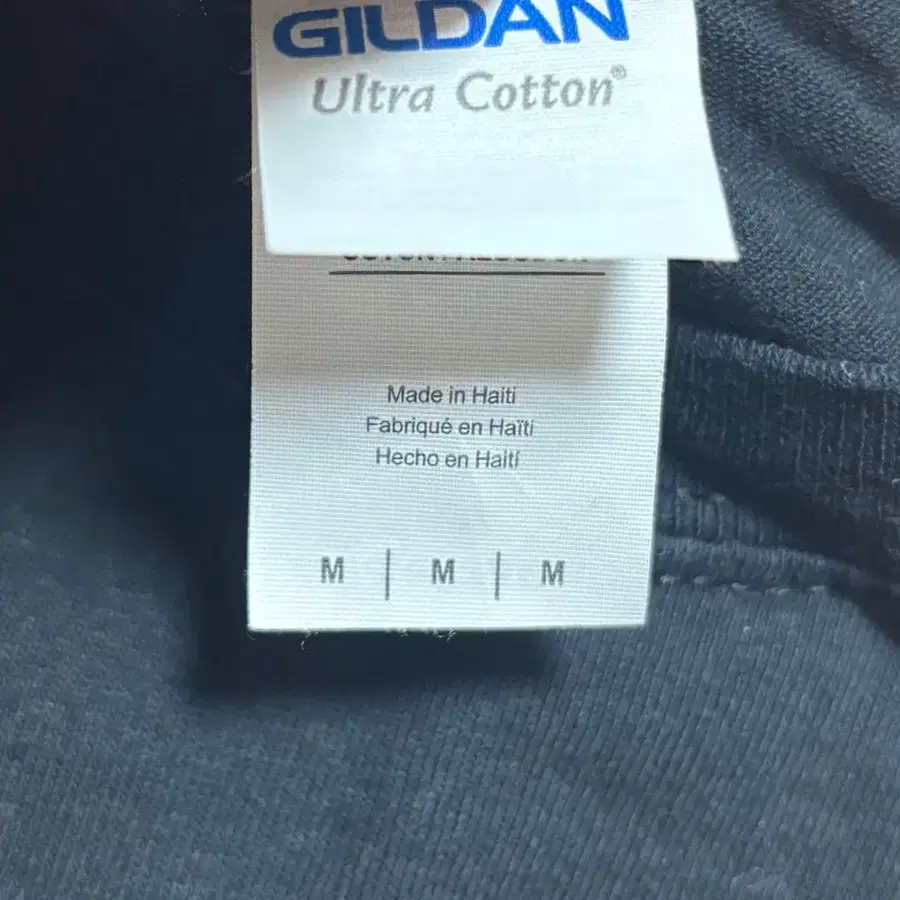 GILDAN
Ultra Cotton®
Made in Haiti
Fabriqué en Haïti
Hecho en Haití
M | M | M